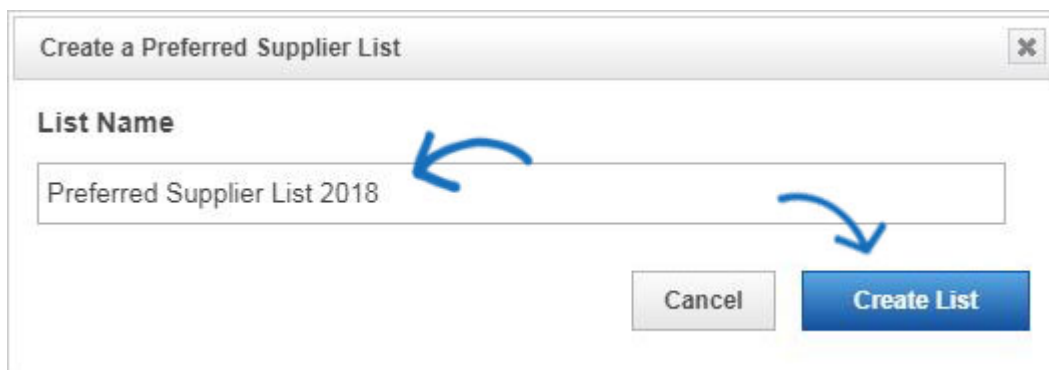 Create a Preferred Supplier List
List Name
Preferred Supplier List 2018
Cancel
Create List